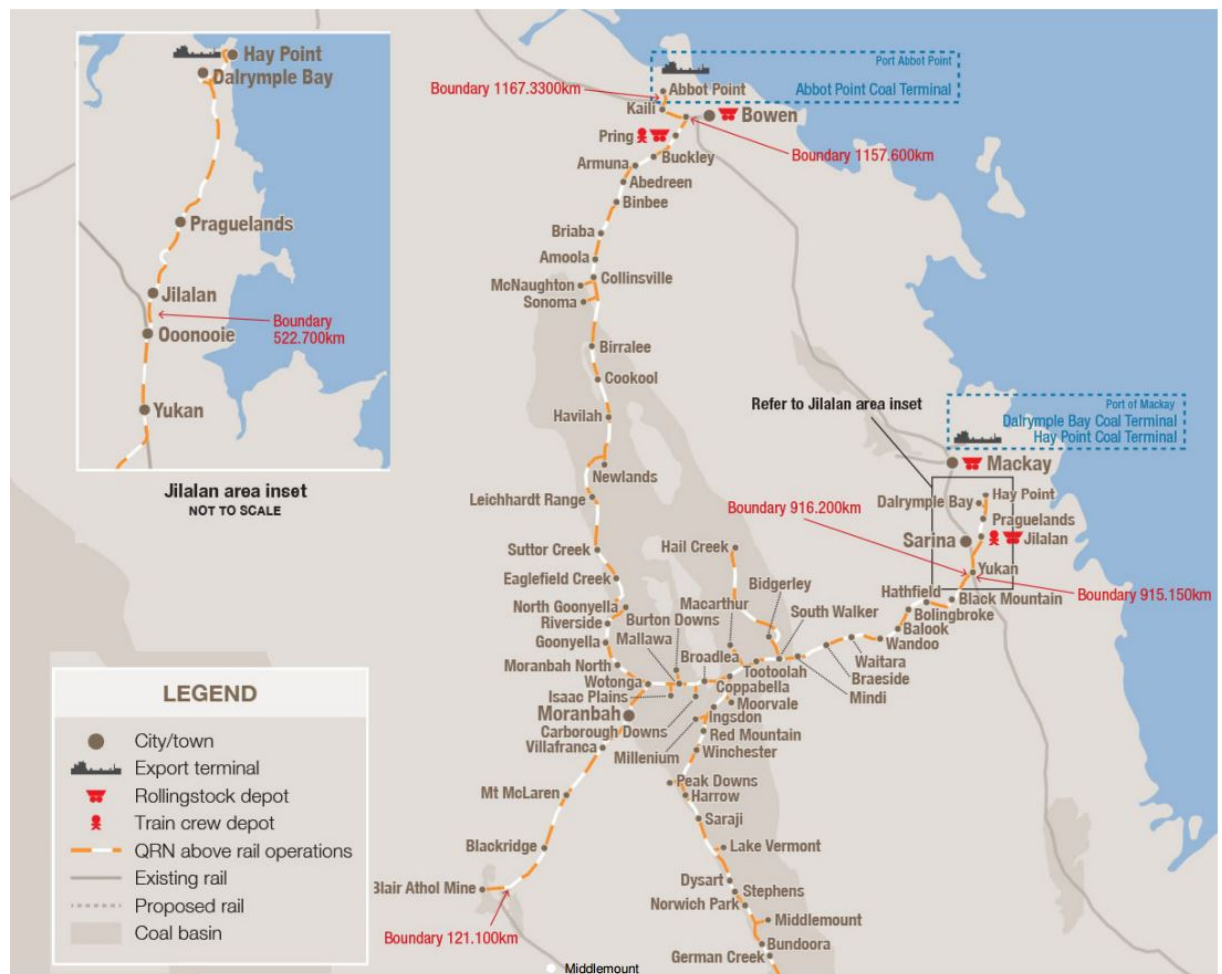 Hay Point
Dalrymple Bay
Praguelands
Jilalan
Boundary
522.700km
Ooonooie
Yukan
Jilalan area inset
NOT TO SCALE
Port Abbot Point
Abbot Point Coal Terminal
Boundary 1167.3300km
Abbot Point
Kaili
Bowen
Pring
Boundary 1157.600km
Buckley
Armuna
Abedreen
Binbee
Briaba
Amoola
Collinsville
McNaughton
Sonoma
Birralee
Cookool
Havilah
Newlands
Leichhardt Range
Suttor Creek
Eaglefield Creek
North Goonyella
Riverside
Goonyella
Moranbah North
Wotonga
Moranbah
Villafranca
Mt McLaren
Blackridge
Blair Athol Mine
Boundary 121.100km
Refer to Jilalan area inset
Port of Mackay
Dalrymple Bay Coal Terminal
Hay Point Coal Terminal
Mackay
Hay Point
Dalrymple Bay
Praguelands
Sarina
Jilalan
Boundary 916.200km
Yukan
Boundary 915.150km
Black Mountain
Hathfield
Bolingbroke
Balook
Wandoo
Waitara
Braeside
Mindi
Hail Creek
Bidgerley
Macarthur
South Walker
Burton Downs
Mallawa
Broadlea
Tootoolah
Coppabella
Isaac Plains
Moorvale
Carborough Downs
Ingsdon
Red Mountain
Millenium
Winchester
Peak Downs
Harrow
Saraji
Lake Vermont
Dysart
Stephens
Norwich Park
Middlemount
Bundoora
German Creek
Middlemount
LEGEND
City/town
Export terminal
Rollingstock depot
Train crew depot
QRN above rail operations
Existing rail
Proposed rail
Coal basin